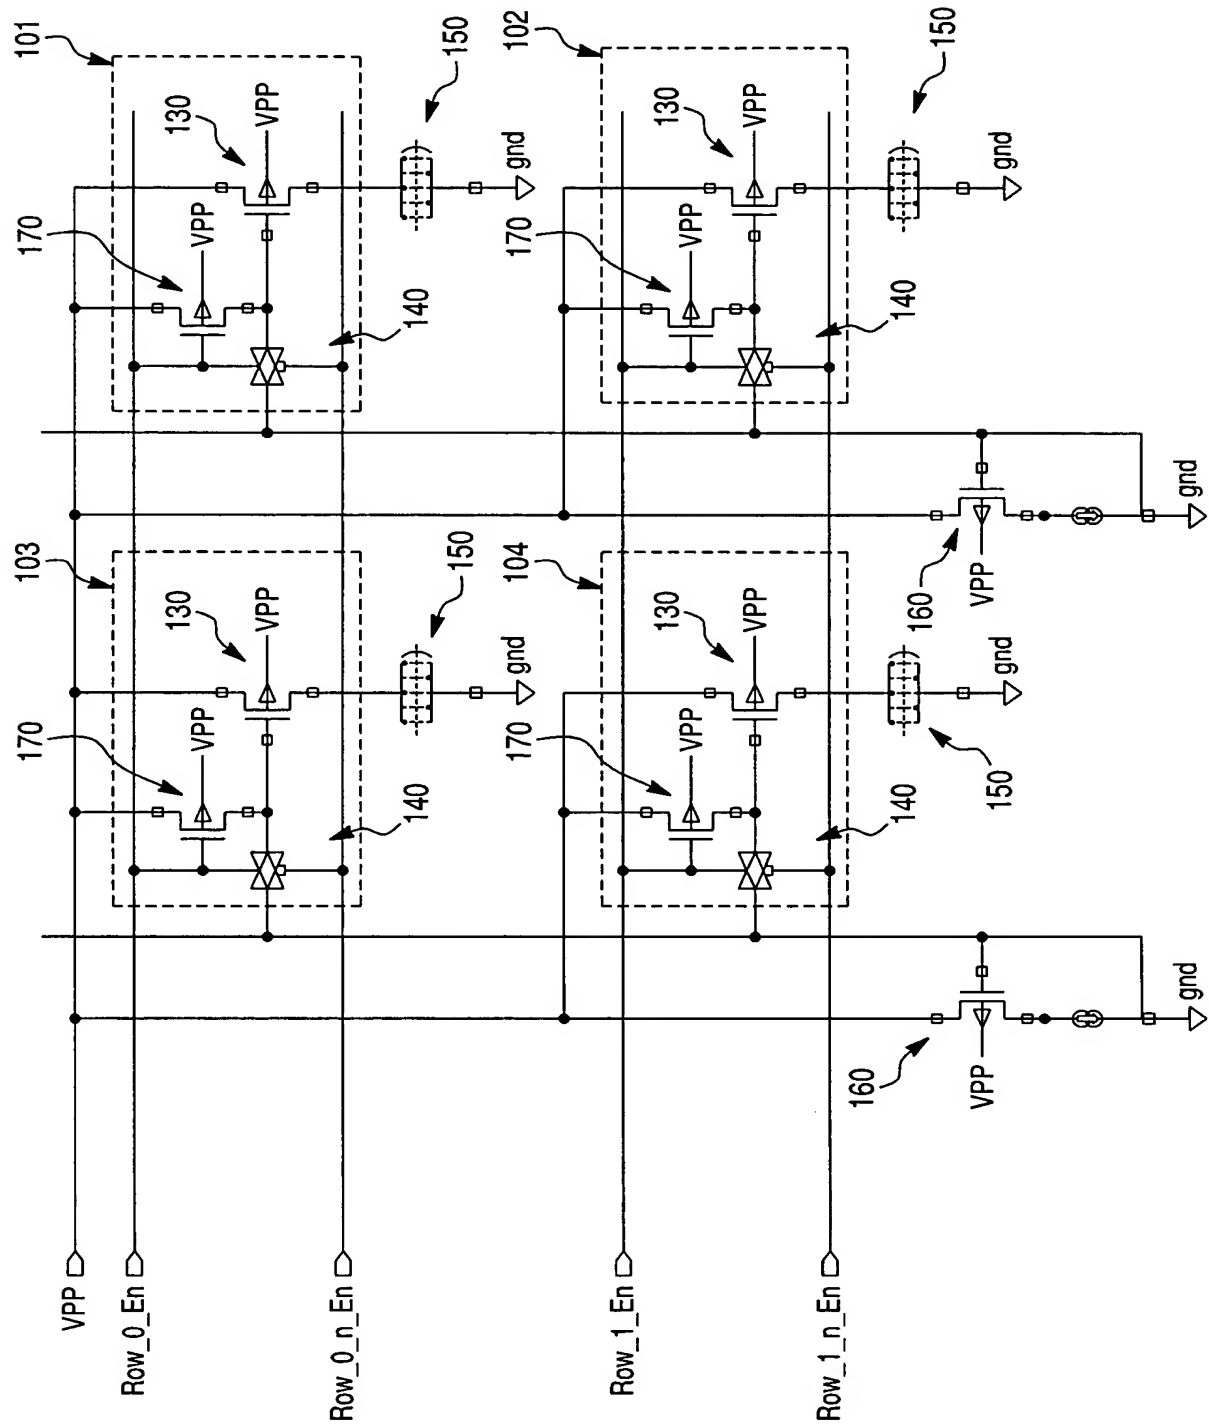 101
170
130
VPP
VPP
140
150
gnd
102
170
130
VPP
VPP
140
150
gnd
160
VPP
gnd
103
170
130
VPP
VPP
140
150
gnd
104
170
130
VPP
VPP
140
150
gnd
160
VPP
gnd
VPP
Row_0_En
Row_0_n_En
Row_1_En
Row_1_n_En